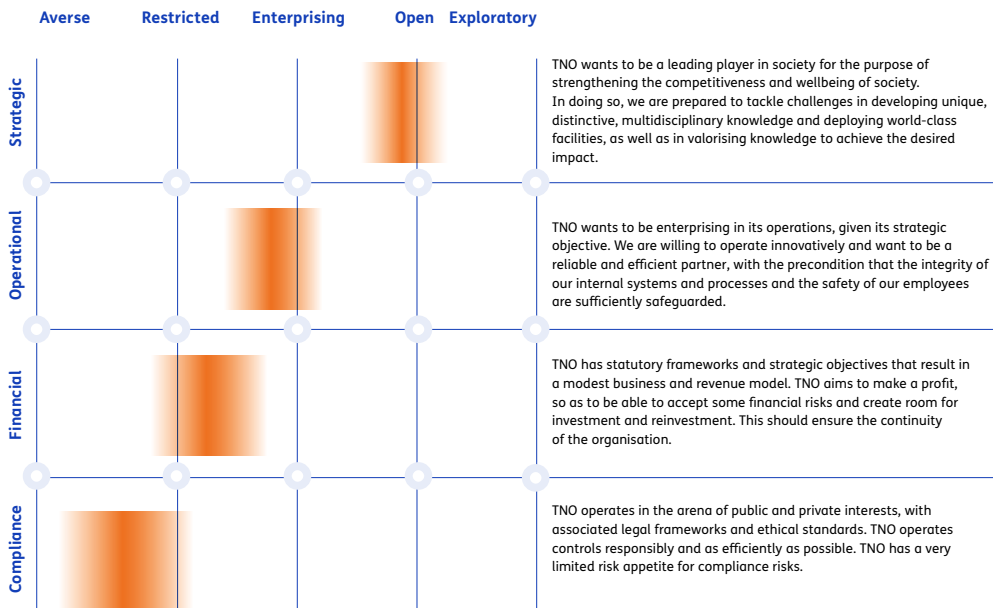 Averse Restricted Enterprising Open Exploratory
Strategic
TNO wants to be a leading player in society for the purpose of
strengthening the competitiveness and wellbeing of society.
In doing so, we are prepared to tackle challenges in developing unique,
distinctive, multidisciplinary knowledge and deploying world-class
facilities, as well as in valorising knowledge to achieve the desired
impact.
Operational
TNO wants to be enterprising in its operations, given its strategic
objective. We are willing to operate innovatively and want to be a
reliable and efficient partner, with the precondition that the integrity of
our internal systems and processes and the safety of our employees
are sufficiently safeguarded.
Financial
TNO has statutory frameworks and strategic objectives that result in
a modest business and revenue model. TNO aims to make a profit,
so as to be able to accept some financial risks and create room for
investment and reinvestment. This should ensure the continuity
of the organisation.
Compliance
TNO operates in the arena of public and private interests, with
associated legal frameworks and ethical standards. TNO operates
controls responsibly and as efficiently as possible. TNO has a very
limited risk appetite for compliance risks.